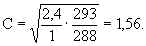 C = √(2,4/1 · 293/288) = 1,56.